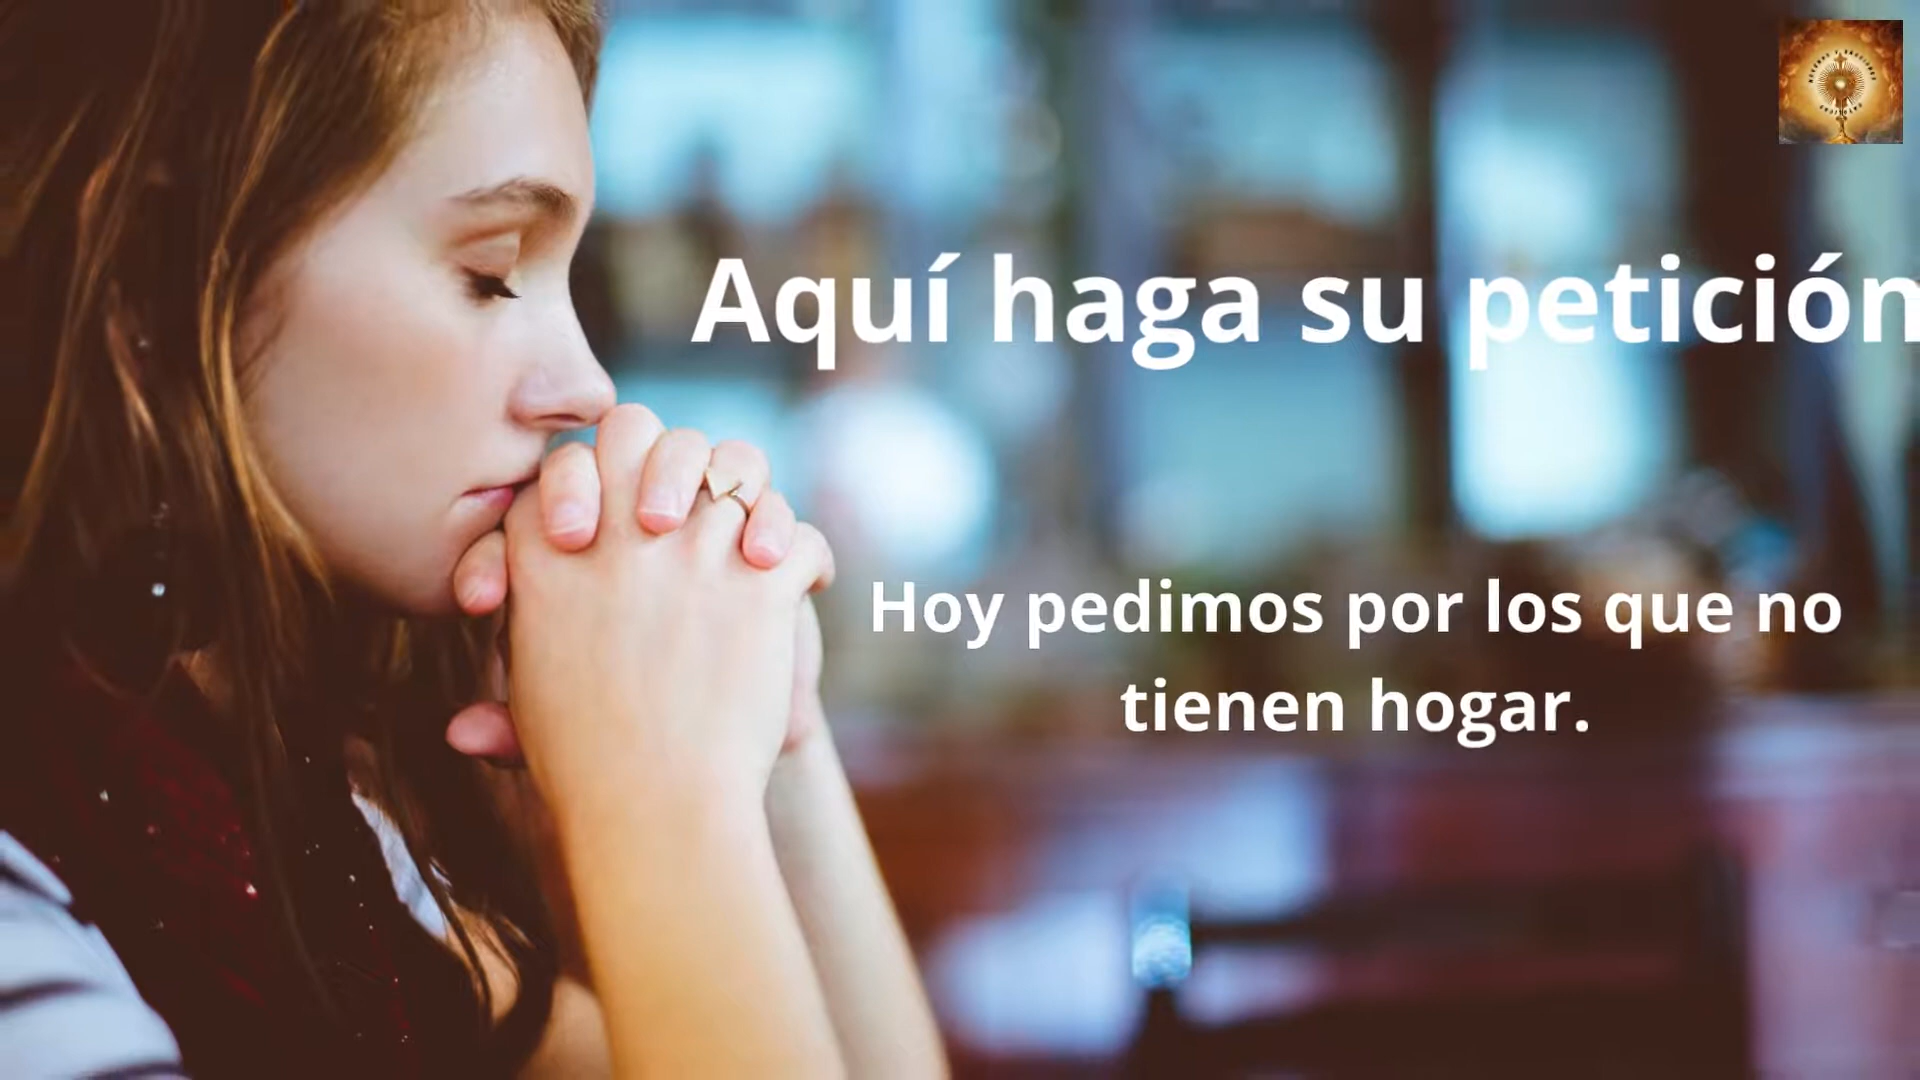 Aquí haga su petición
Hoy pedimos por los que no
tienen hogar.